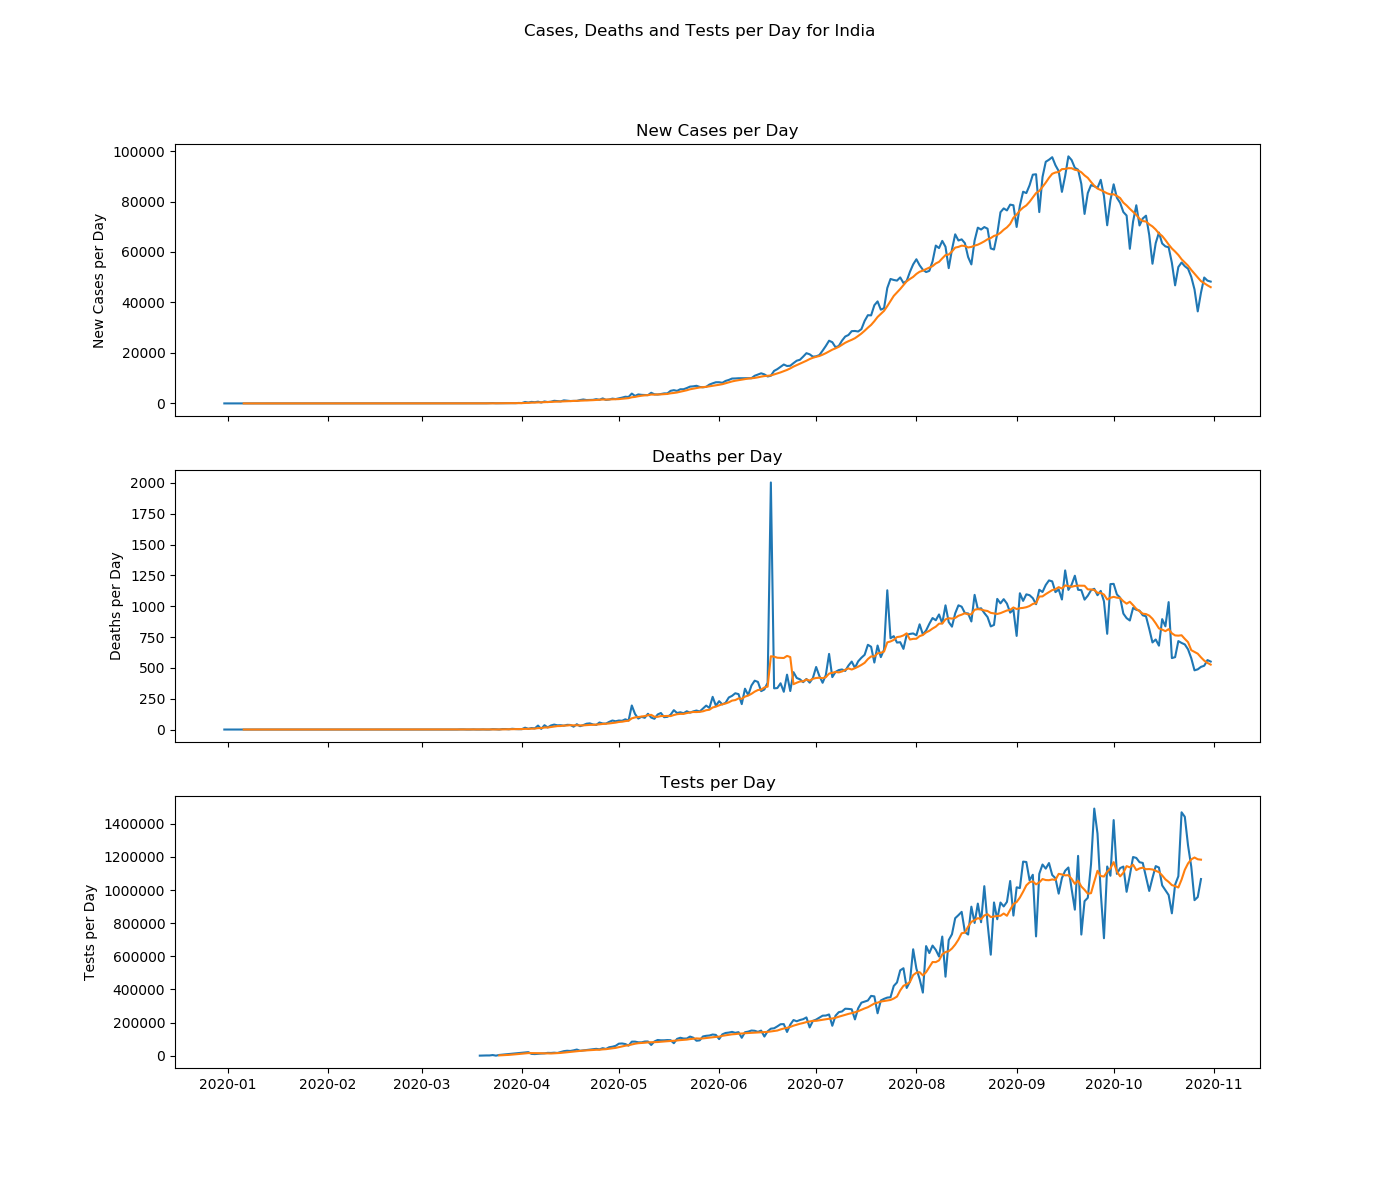 Cases, Deaths and Tests per Day for India
New Cases per Day
100000
80000
60000
40000
20000
0
New Cases per Day
Deaths per Day
2000
1750
1500
1250
1000
750
500
250
0
Deaths per Day
Tests per Day
1400000
1200000
1000000
800000
600000
400000
200000
0
Tests per Day
2020-01 2020-02 2020-03 2020-04 2020-05 2020-06 2020-07 2020-08 2020-09 2020-10 2020-11